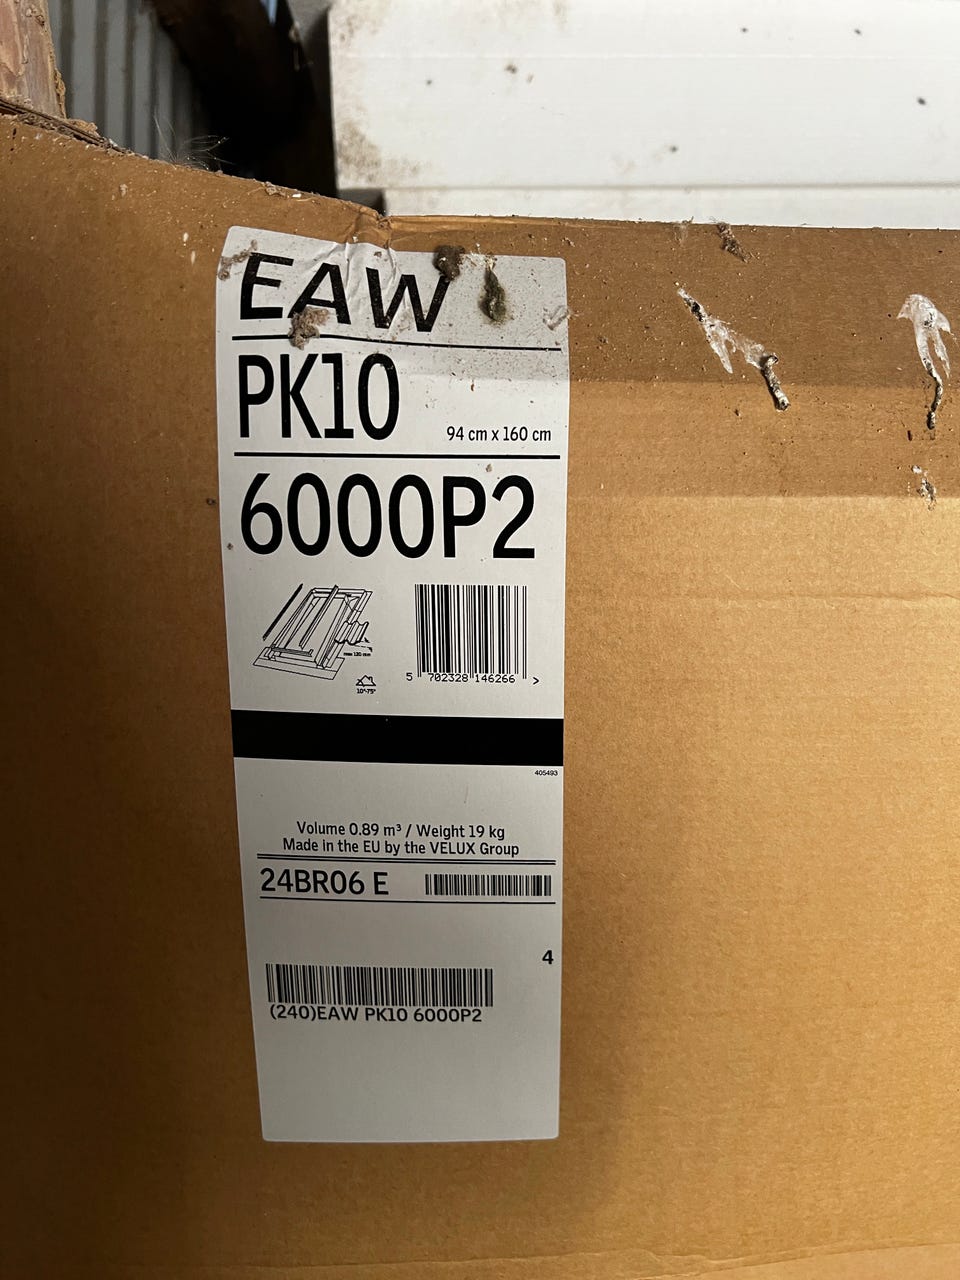 EAW
PK10
94 cm x 160 cm
6000P2
max 120 mm
10°-75°
5 702328 146266 >
405493
Volume 0.89 m³ / Weight 19 kg
Made in the EU by the VELUX Group
24BR06 E
4
(240)EAW PK10 6000P2